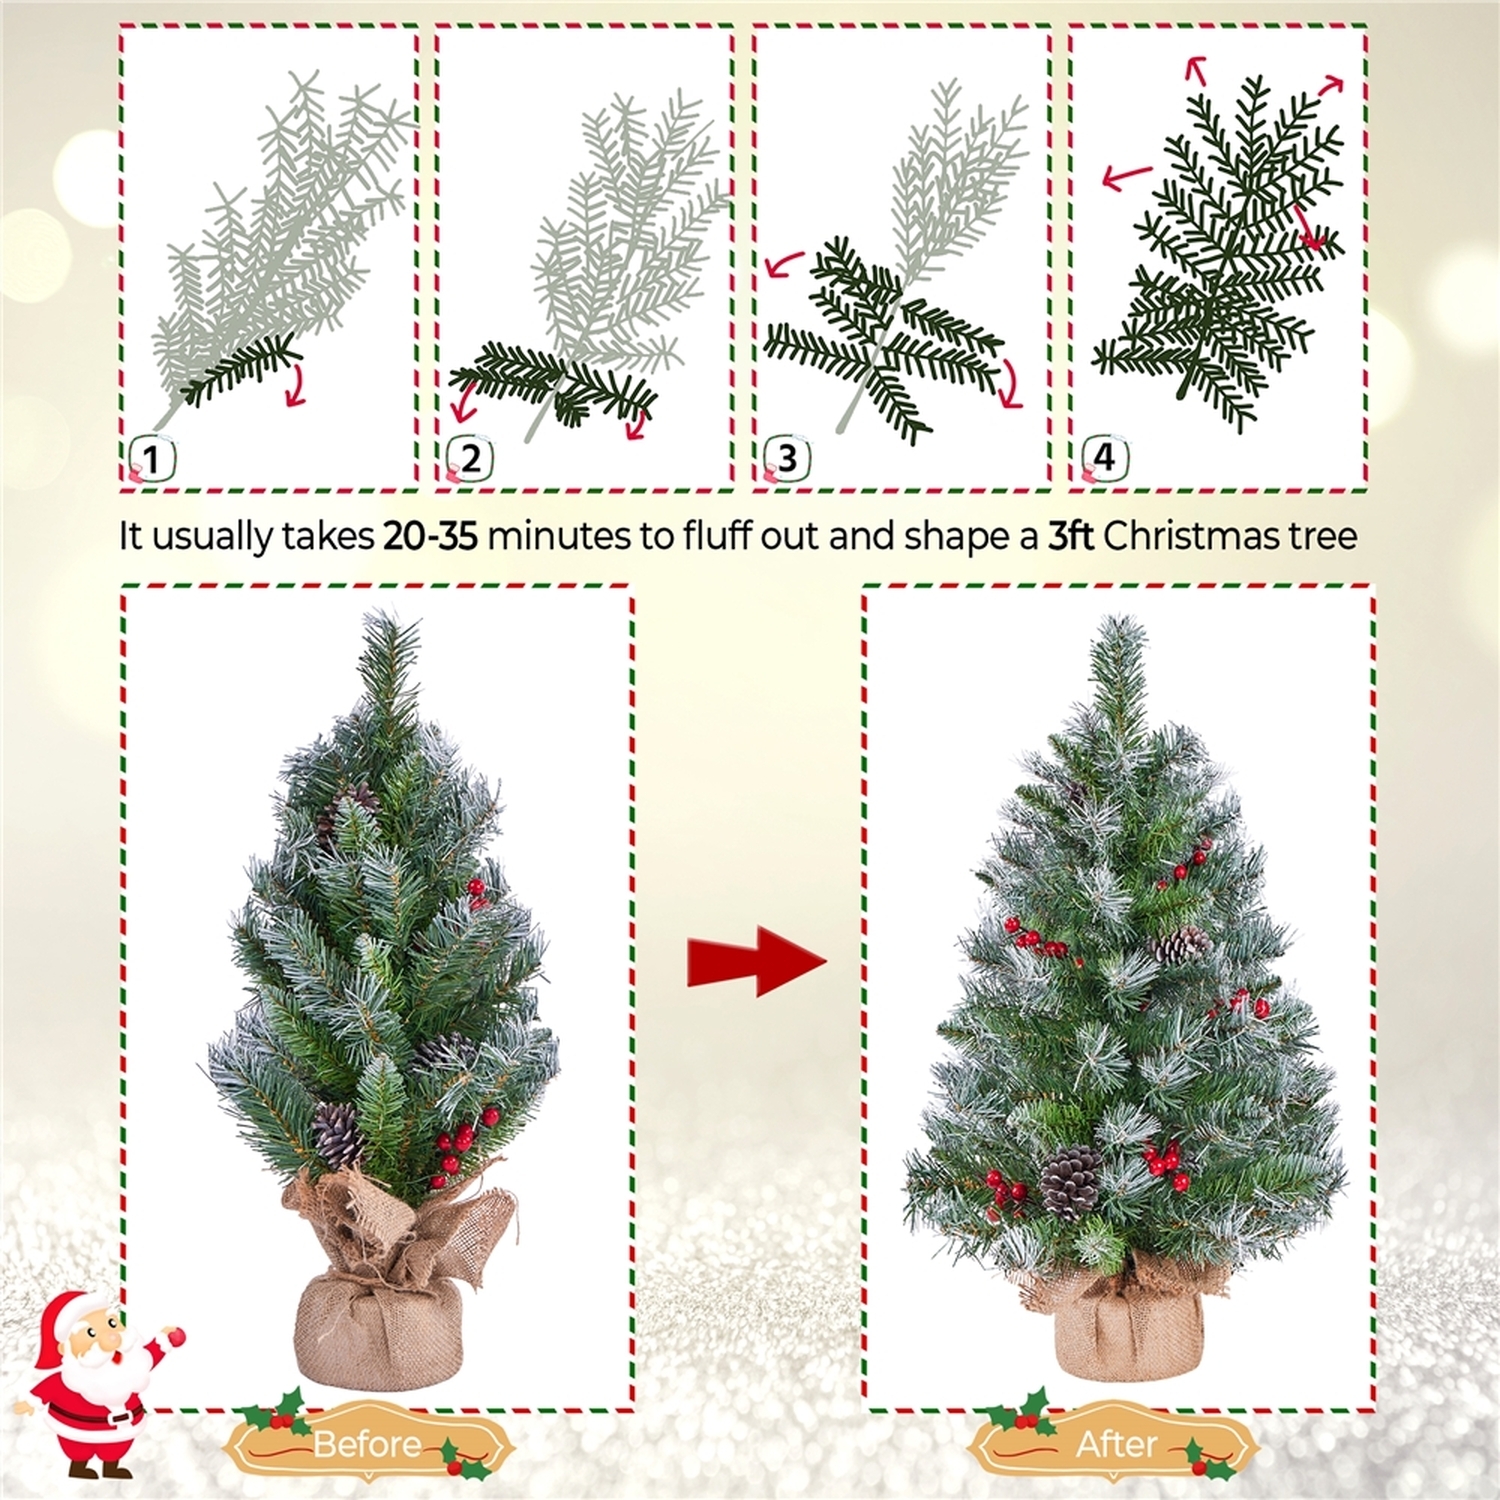 1
2
3
4
It usually takes 20-35 minutes to fluff out and shape a 3ft Christmas tree
Before
After